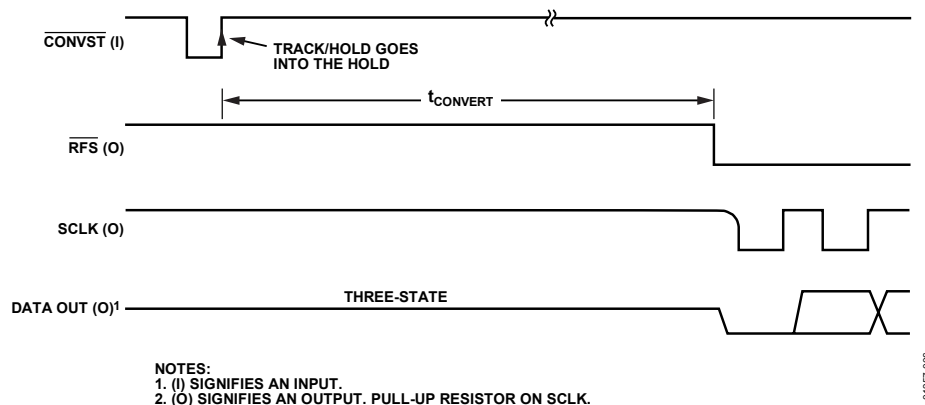 CONVST (I)
TRACK/HOLD GOES
INTO THE HOLD
tCONVERT
RFS (O)
SCLK (O)
THREE-STATE
DATA OUT (O)1
NOTES:
1. (I) SIGNIFIES AN INPUT.
2. (O) SIGNIFIES AN OUTPUT. PULL-UP RESISTOR ON SCLK.